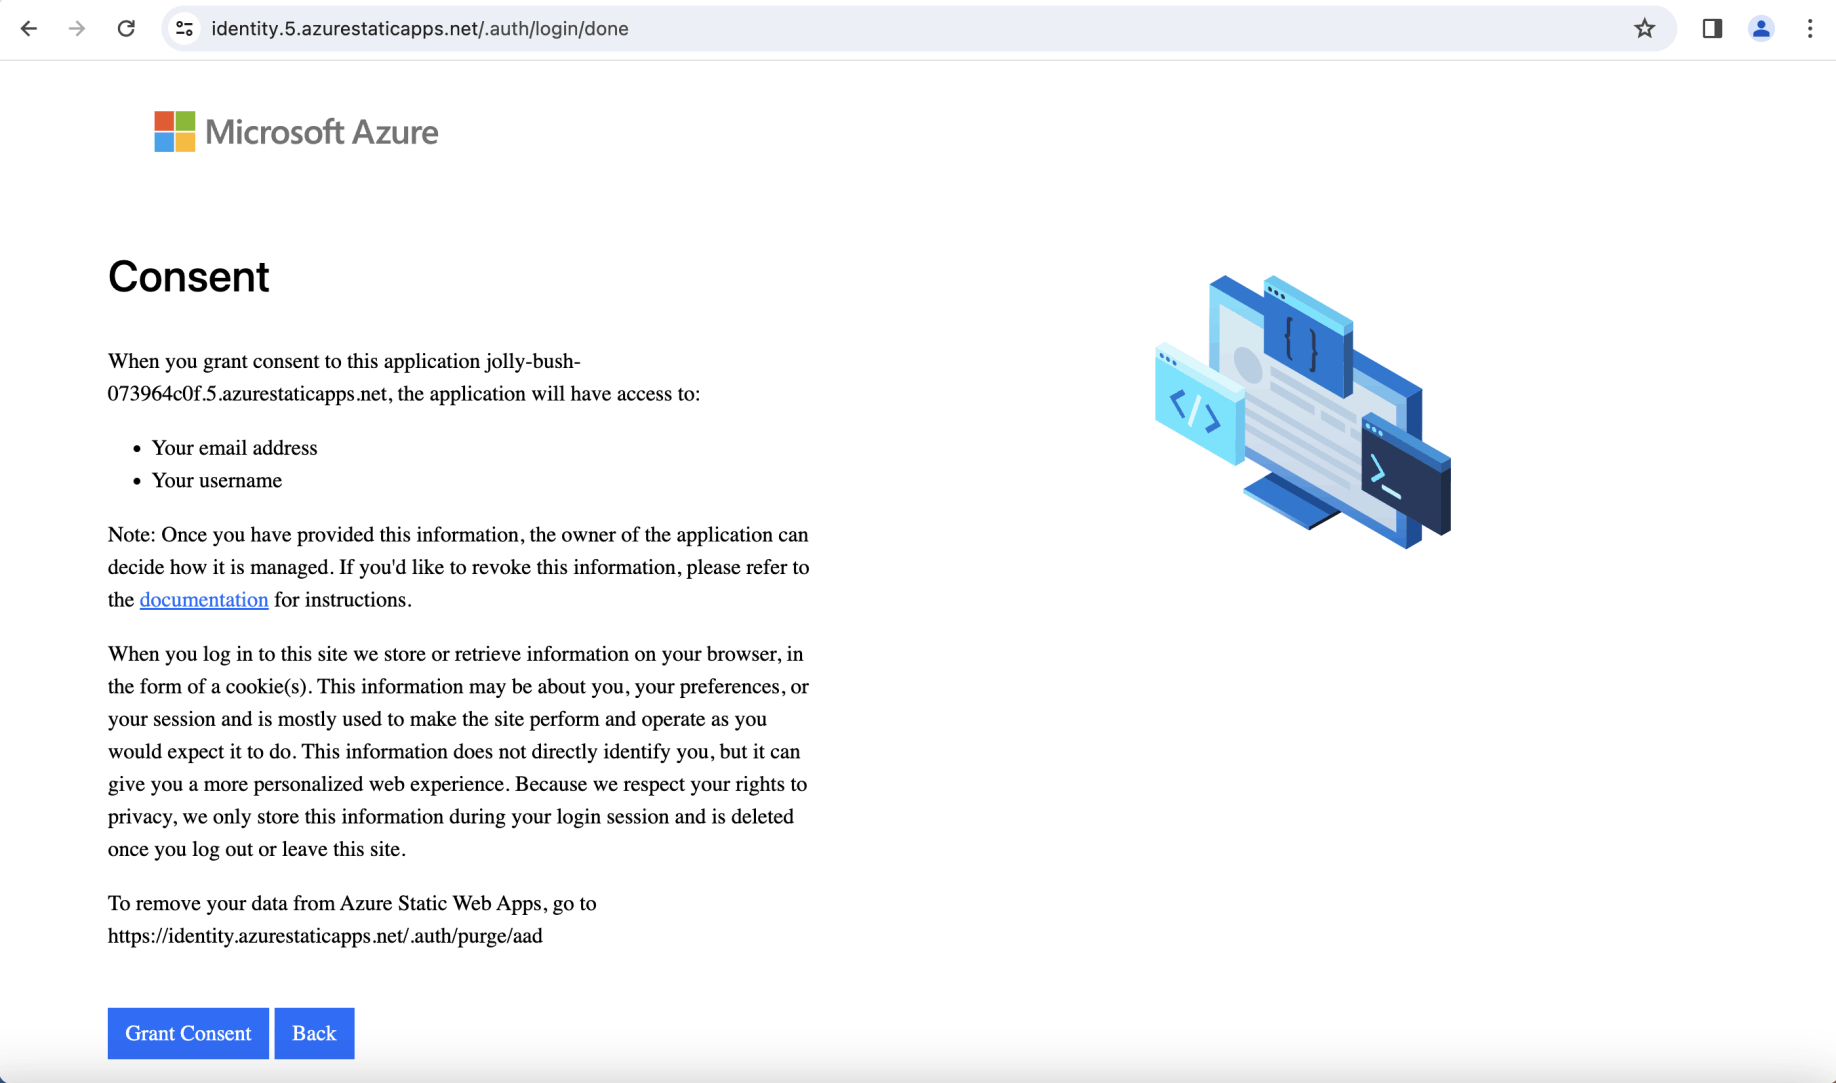 identity.5.azurestaticapps.net/.auth/login/done
Microsoft Azure
Consent
When you grant consent to this application jolly-bush-
073964c0f.5.azurestaticapps.net, the application will have access to:
• Your email address
• Your username
Note: Once you have provided this information, the owner of the application can
decide how it is managed. If you'd like to revoke this information, please refer to
the documentation for instructions.
When you log in to this site we store or retrieve information on your browser, in
the form of a cookie(s). This information may be about you, your preferences, or
your session and is mostly used to make the site perform and operate as you
would expect it to do. This information does not directly identify you, but it can
give you a more personalized web experience. Because we respect your rights to
privacy, we only store this information during your login session and is deleted
once you log out or leave this site.
To remove your data from Azure Static Web Apps, go to
https://identity.azurestaticapps.net/.auth/purge/aad
Grant Consent Back